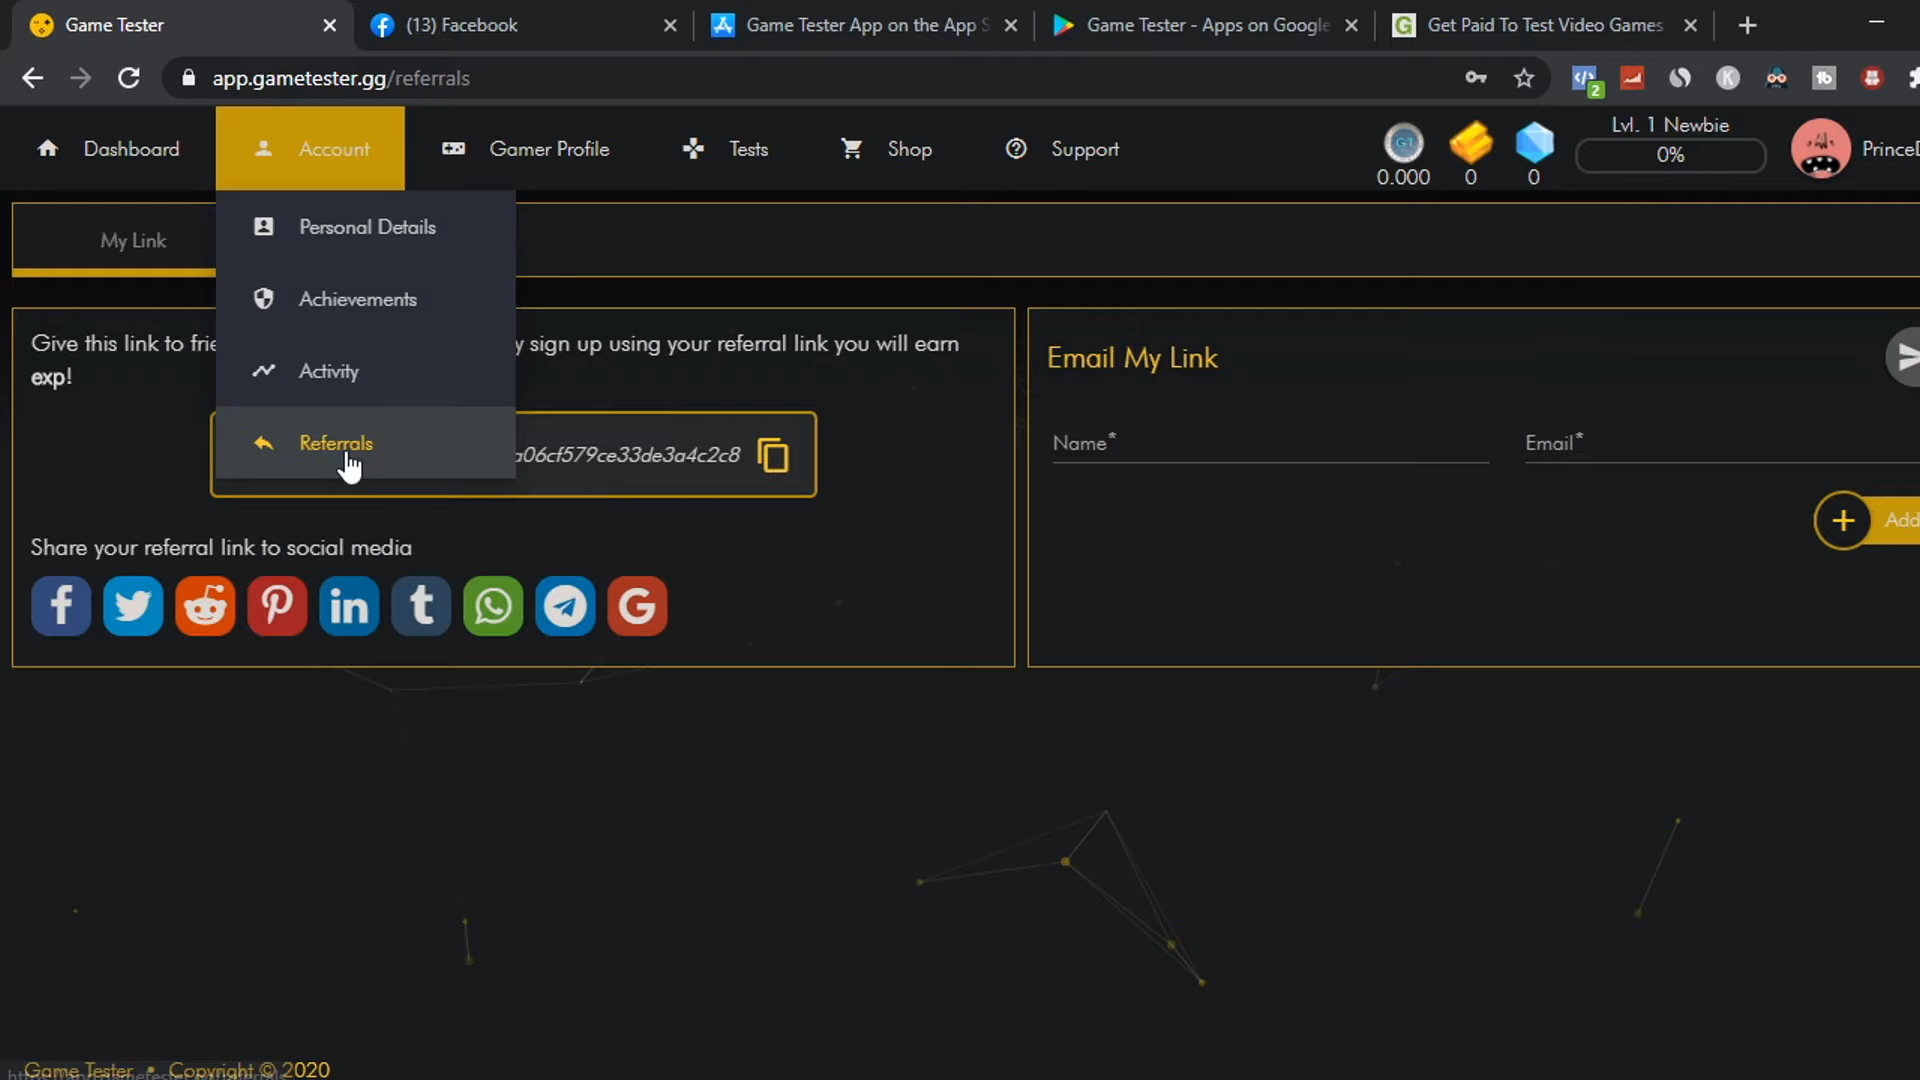 Game Tester
(13) Facebook
Game Tester App on the App S
Game Tester - Apps on Google
Get Paid To Test Video Games
app.gametester.gg/referrals
2
Dashboard
Account
Gamer Profile
Tests
Shop
Support
GT
0.000
0
0
Lvl. 1 Newbie
0%
PrinceD
My Link
Personal Details
Achievements
Activity
Referrals
Give this link to frie
y sign up using your referral link you will earn
exp!
a06cf579ce33de3a4c2c8
Share your referral link to social media
Email My Link
Name*
Email*
Add
Game Tester • Copyright © 2020